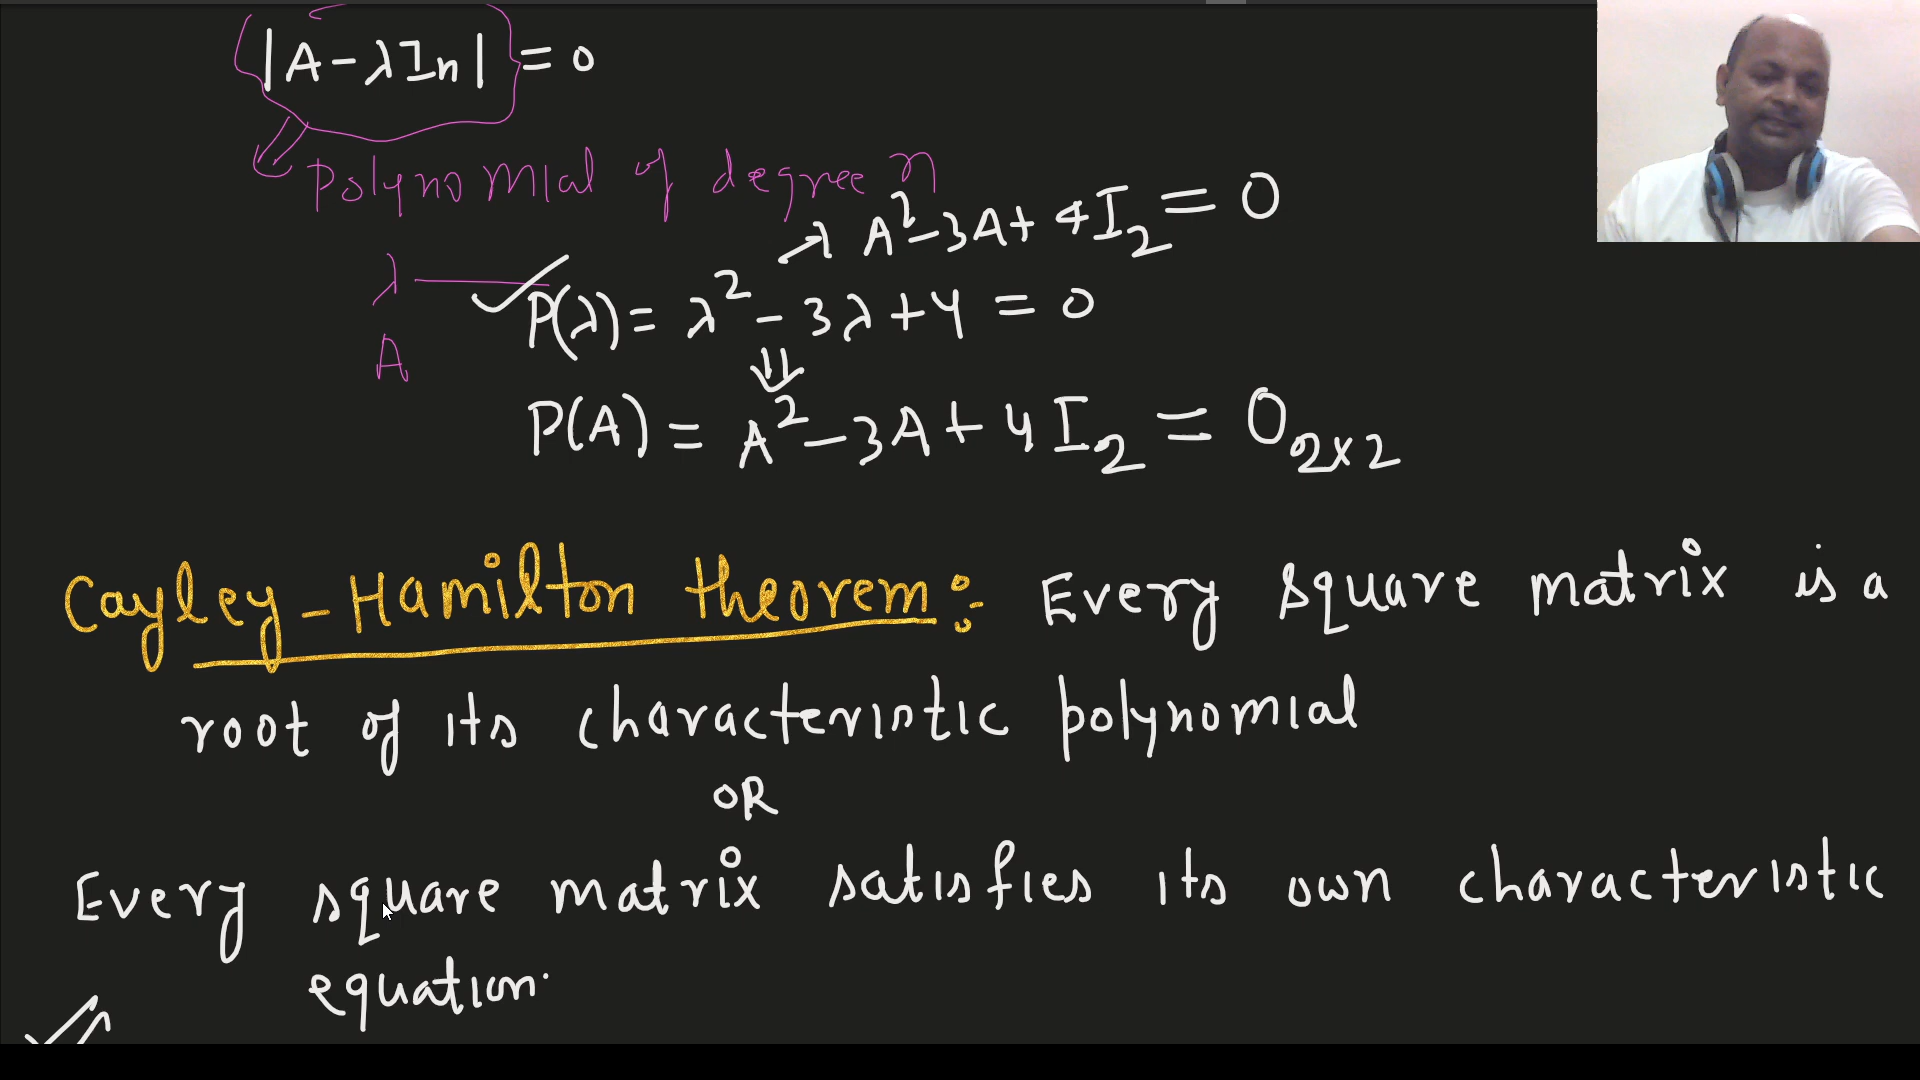 |A-λIn| = 0
Polynomial of degree n
→ A²-3A+4I₂ = 0
λ
P(λ) = λ²-3λ+4 = 0
A
P(A) = A²-3A+4I₂ = O₂ₓ₂
Cayley-Hamilton theorem: Every square matrix is a
root of its characteristic polynomial
OR
Every square matrix satisfies its own characteristic
equation.